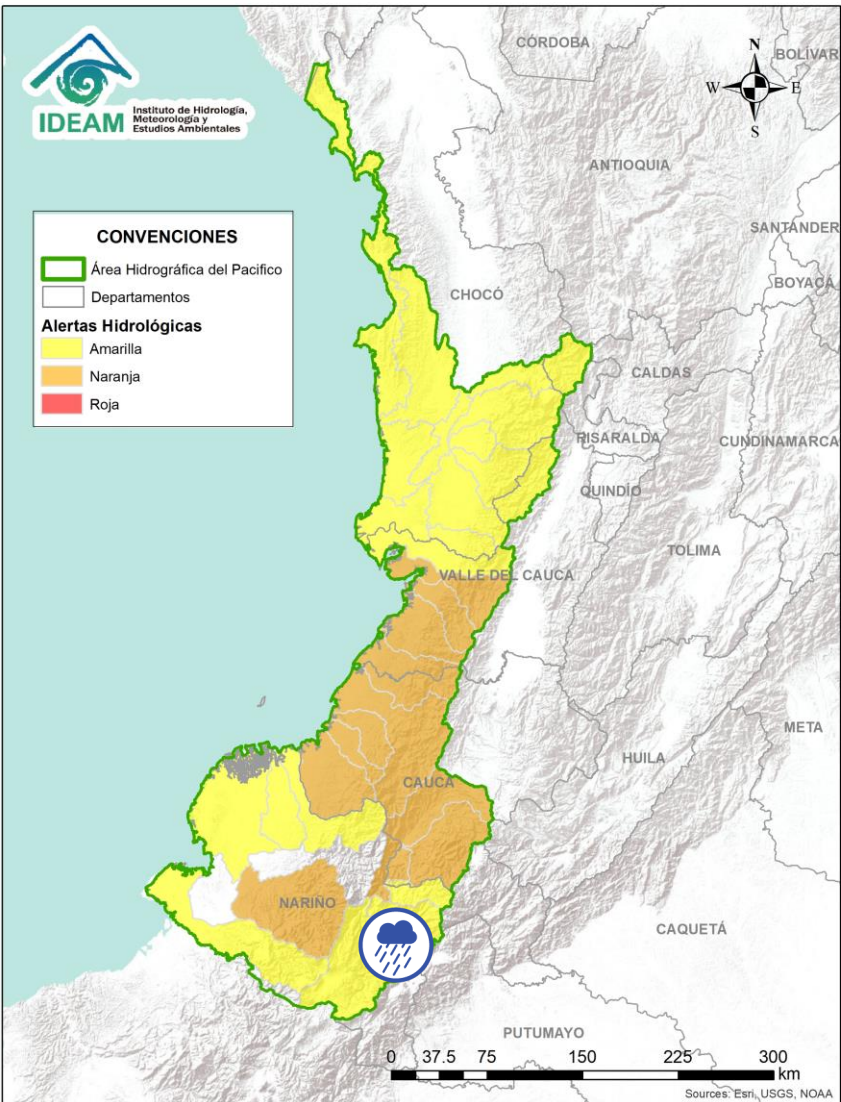 IDEAM
Instituto de Hidrología,
Meteorología y
Estudios Ambientales
CÓRDOBA
BOLÍVAR
N
W
E
S
ANTIOQUIA
SANTANDER
BOYACÁ
CONVENCIONES
Área Hidrográfica del Pacifico
Departamentos
Alertas Hidrológicas
Amarilla
Naranja
Roja
CHOCÓ
CALDAS
RISARALDA
CUNDINAMARCA
QUINDÍO
TOLIMA
VALLE DEL CAUCA
META
HUILA
CAUCA
NARIÑO
CAQUETÁ
PUTUMAYO
0 37.5 75 150 225 300
km
Sources: Esri, USGS, NOAA